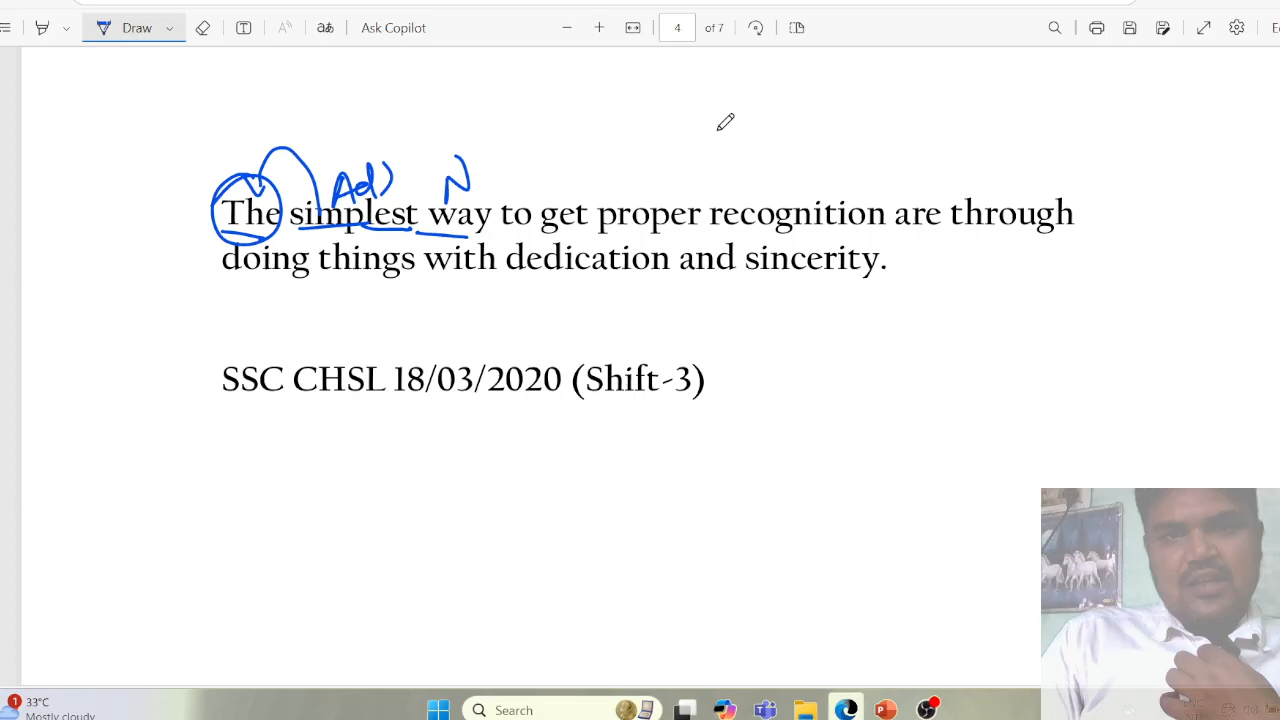 Draw
Ask Copilot
4 of 7
Adj N
The simplest way to get proper recognition are through
doing things with dedication and sincerity.
SSC CHSL 18/03/2020 (Shift-3)
1
33°C
Mostly cloudy
Search